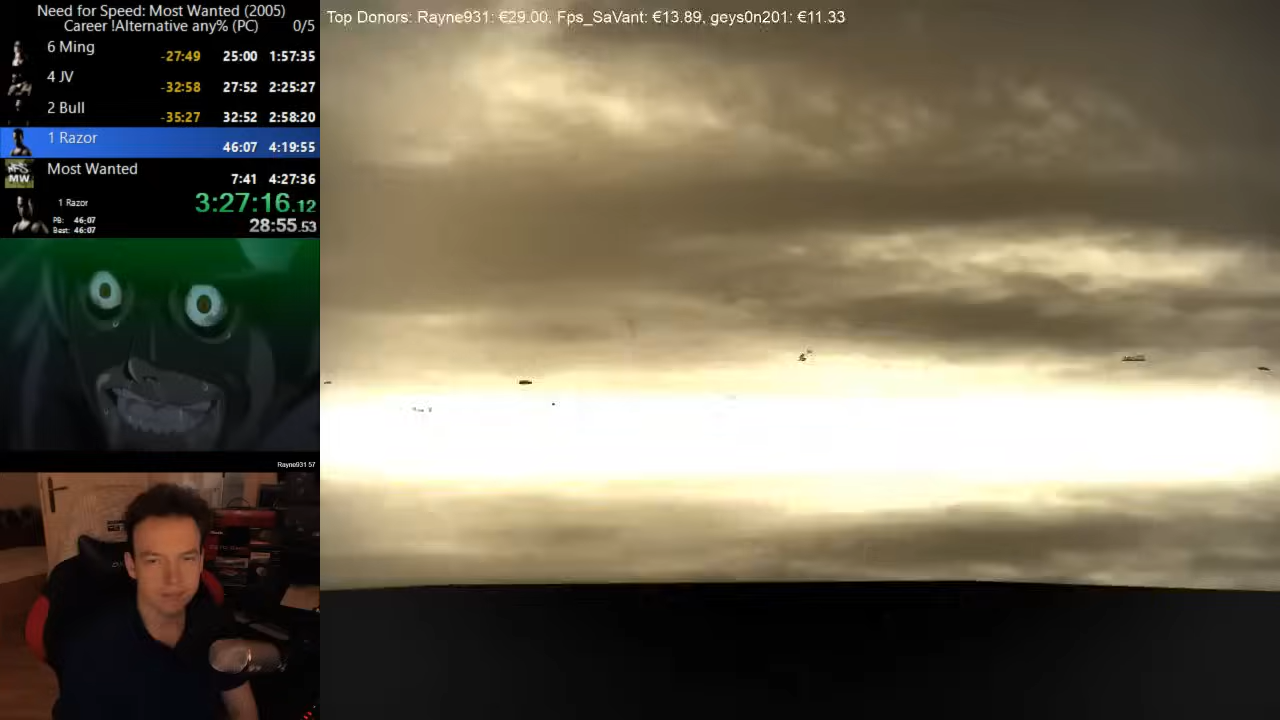 Need for Speed: Most Wanted (2005)
Career !Alternative any% (PC) 0/5
6 Ming -27:49 25:00 1:57:35
4 JV -32:58 27:52 2:25:27
2 Bull -35:27 32:52 2:58:20
1 Razor 46:07 4:19:55
Most Wanted 7:41 4:27:36
3:27:16.12
1 Razor
PB: 46:07
Best: 46:07
28:55.53
Rayne931 57
Top Donors: Rayne931: €29.00, Fps_SaVant: €13.89, geys0n201: €11.33